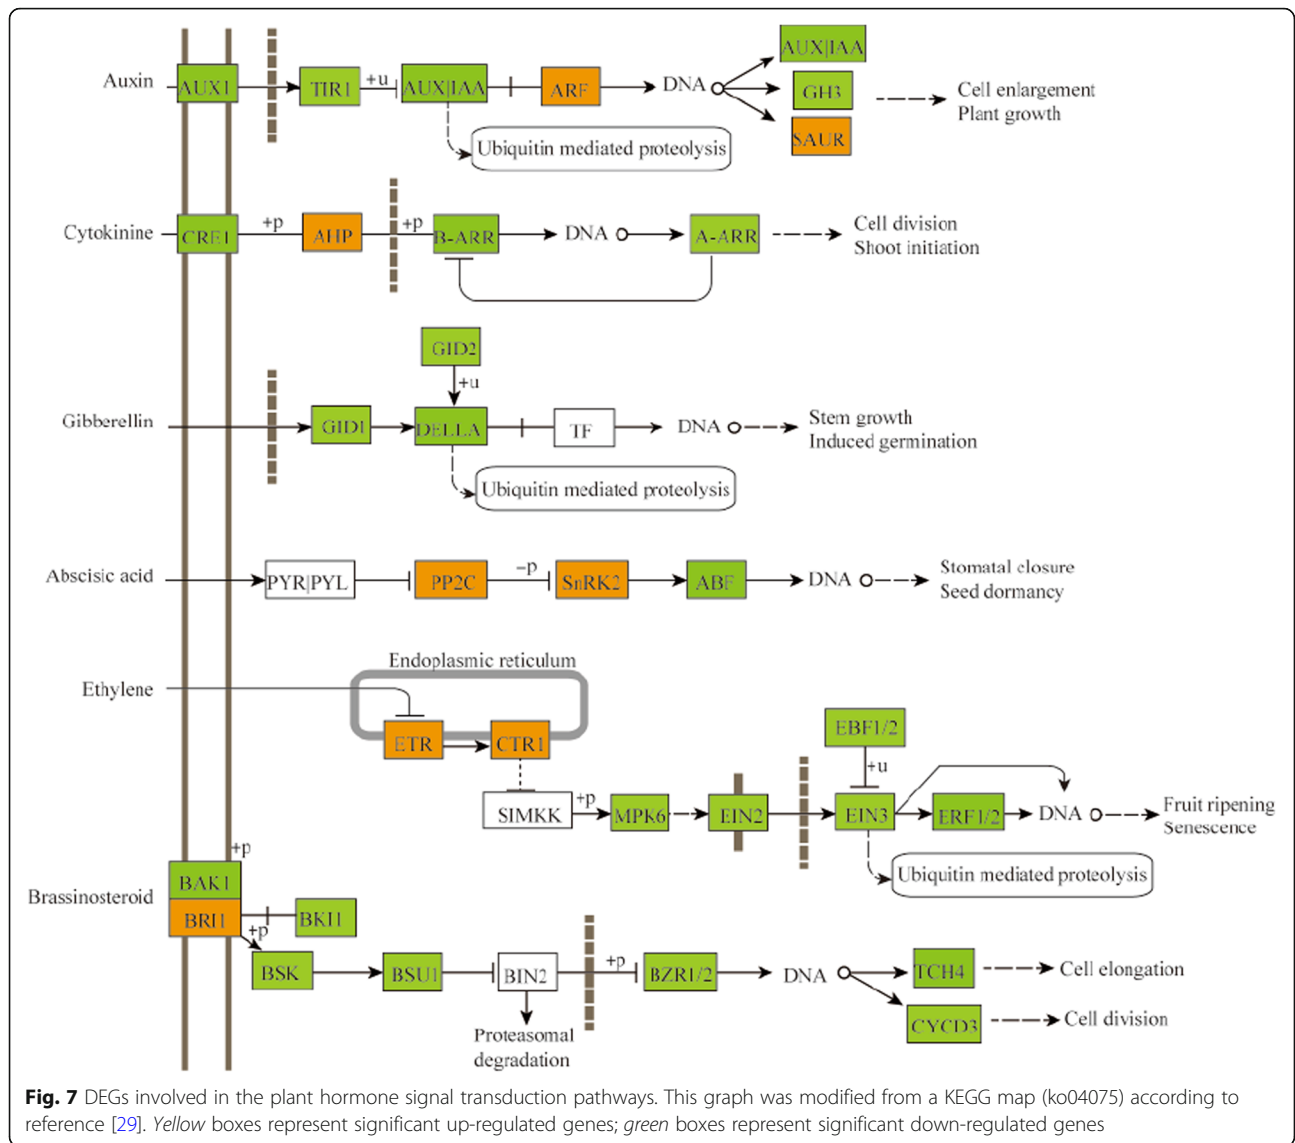 Auxin
AUX1
TIR1
+u
AUX|IAA
ARF
DNA
AUX|IAA
GH3
SAUR
Cell enlargement
Plant growth
Ubiquitin mediated proteolysis
Cytokinine
CRE1
+p
AHP
+p
B-ARR
DNA
A-ARR
Cell division
Shoot initiation
GID2
+u
Gibberellin
GID1
DELLA
TF
DNA
Stem growth
Induced germination
Ubiquitin mediated proteolysis
Abscisic acid
PYR|PYL
PP2C
–p
SnRK2
ABF
DNA
Stomatal closure
Seed dormancy
Endoplasmic reticulum
Ethylene
ETR
CTR1
EBF1/2
+u
SIMKK
+p
MPK6
EIN2
EIN3
ERF1/2
DNA
Fruit ripening
Senescence
Ubiquitin mediated proteolysis
+p
Brassinosteroid
BAK1
BRI1
BKI1
+p
BSK
BSU1
BIN2
+p
BZR1/2
DNA
TCH4
Cell elongation
CYCD3
Cell division
Proteasomal
degradation
Fig. 7 DEGs involved in the plant hormone signal transduction pathways. This graph was modified from a KEGG map (ko04075) according to
reference [29]. Yellow boxes represent significant up-regulated genes; green boxes represent significant down-regulated genes